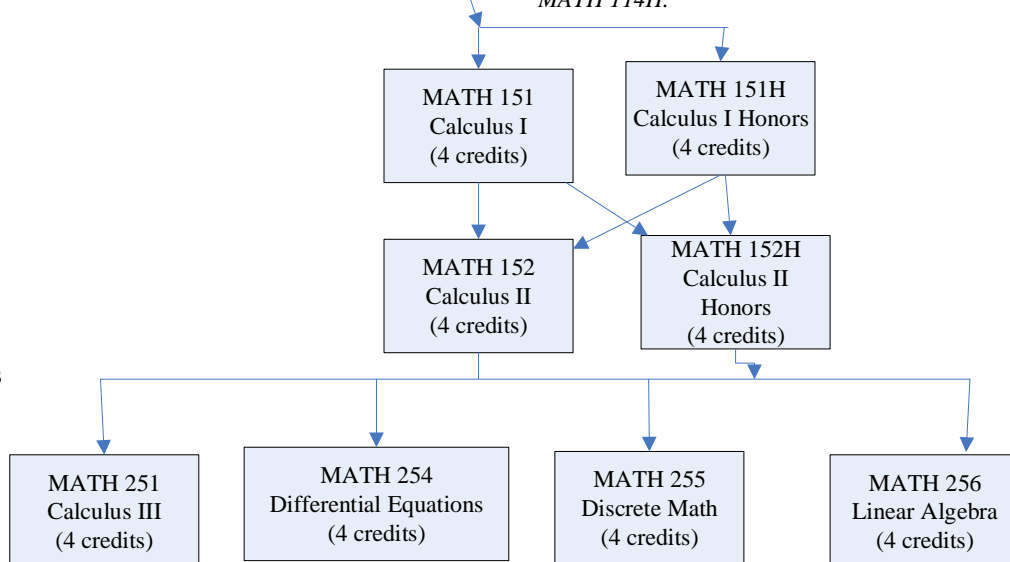 MATH 114H.
MATH 151
Calculus I
(4 credits)
MATH 151H
Calculus I Honors
(4 credits)
MATH 152
Calculus II
(4 credits)
MATH 152H
Calculus II
Honors
(4 credits)
MATH 251
Calculus III
(4 credits)
MATH 254
Differential Equations
(4 credits)
MATH 255
Discrete Math
(4 credits)
MATH 256
Linear Algebra
(4 credits)